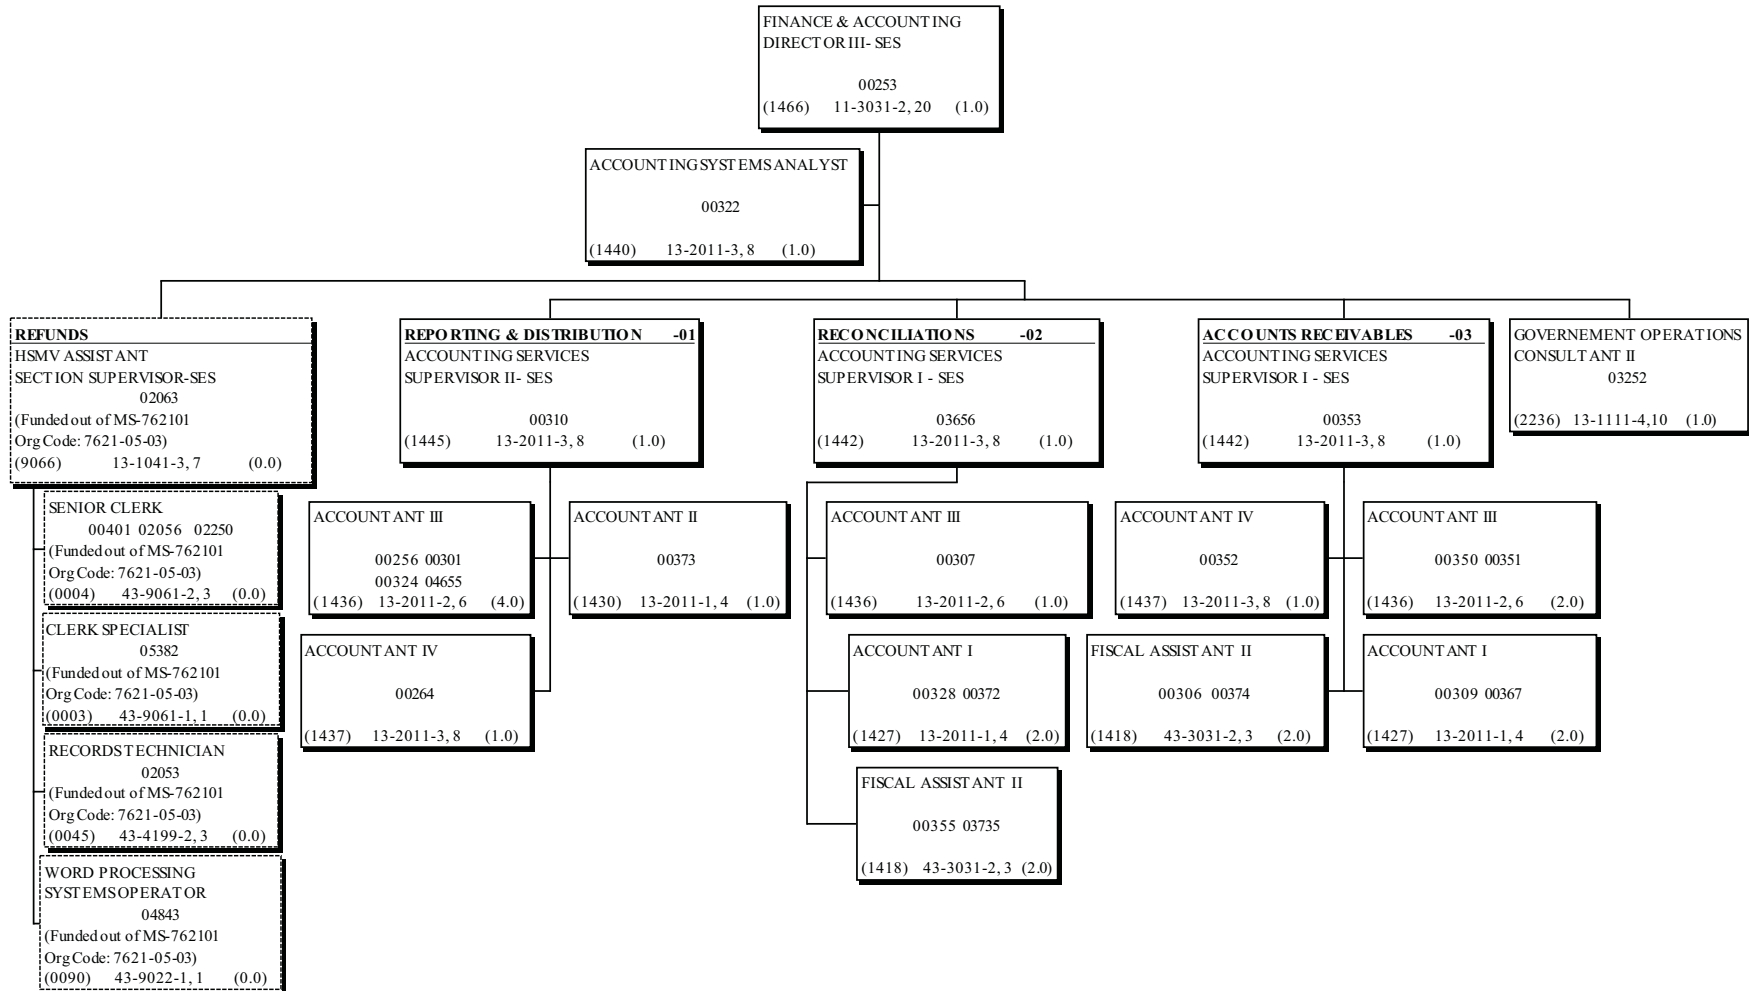 FINANCE & ACCOUNTING
DIRECTOR III- SES
00253
(1466) 11-3031-2, 20 (1.0)
ACCOUNTING SYSTEMS ANALYST
00322
(1440) 13-2011-3, 8 (1.0)
REFUNDS
HSMV ASSISTANT
SECTION SUPERVISOR-SES
02063
(Funded out of MS-762101
Org Code: 7621-05-03)
(9066) 13-1041-3, 7 (0.0)
SENIOR CLERK
00401 02056 02250
(Funded out of MS-762101
Org Code: 7621-05-03)
(0004) 43-9061-2, 3 (0.0)
CLERK SPECIALIST
05382
(Funded out of MS-762101
Org Code: 7621-05-03)
(0003) 43-9061-1, 1 (0.0)
RECORDS TECHNICIAN
02053
(Funded out of MS-762101
Org Code: 7621-05-03)
(0045) 43-4199-2, 3 (0.0)
WORD PROCESSING
SYSTEMS OPERATOR
04843
(Funded out of MS-762101
Org Code: 7621-05-03)
(0090) 43-9022-1, 1 (0.0)
REPORTING & DISTRIBUTION -01
ACCOUNTING SERVICES
SUPERVISOR II- SES
00310
(1445) 13-2011-3, 8 (1.0)
ACCOUNTANT III
00256 00301
00324 04655
(1436) 13-2011-2, 6 (4.0)
ACCOUNTANT II
00373
(1430) 13-2011-1, 4 (1.0)
ACCOUNTANT IV
00264
(1437) 13-2011-3, 8 (1.0)
RECONCILIATIONS -02
ACCOUNTING SERVICES
SUPERVISOR I - SES
03656
(1442) 13-2011-3, 8 (1.0)
ACCOUNTANT III
00307
(1436) 13-2011-2, 6 (1.0)
ACCOUNTANT I
00328 00372
(1427) 13-2011-1, 4 (2.0)
FISCAL ASSISTANT II
00355 03735
(1418) 43-3031-2, 3 (2.0)
ACCOUNTS RECEIVABLES -03
ACCOUNTING SERVICES
SUPERVISOR I - SES
00353
(1442) 13-2011-3, 8 (1.0)
ACCOUNTANT IV
00352
(1437) 13-2011-3, 8 (1.0)
ACCOUNTANT III
00350 00351
(1436) 13-2011-2, 6 (2.0)
FISCAL ASSISTANT II
00306 00374
(1418) 43-3031-2, 3 (2.0)
ACCOUNTANT I
00309 00367
(1427) 13-2011-1, 4 (2.0)
GOVERNEMENT OPERATIONS
CONSULTANT II
03252
(2236) 13-1111-4,10 (1.0)